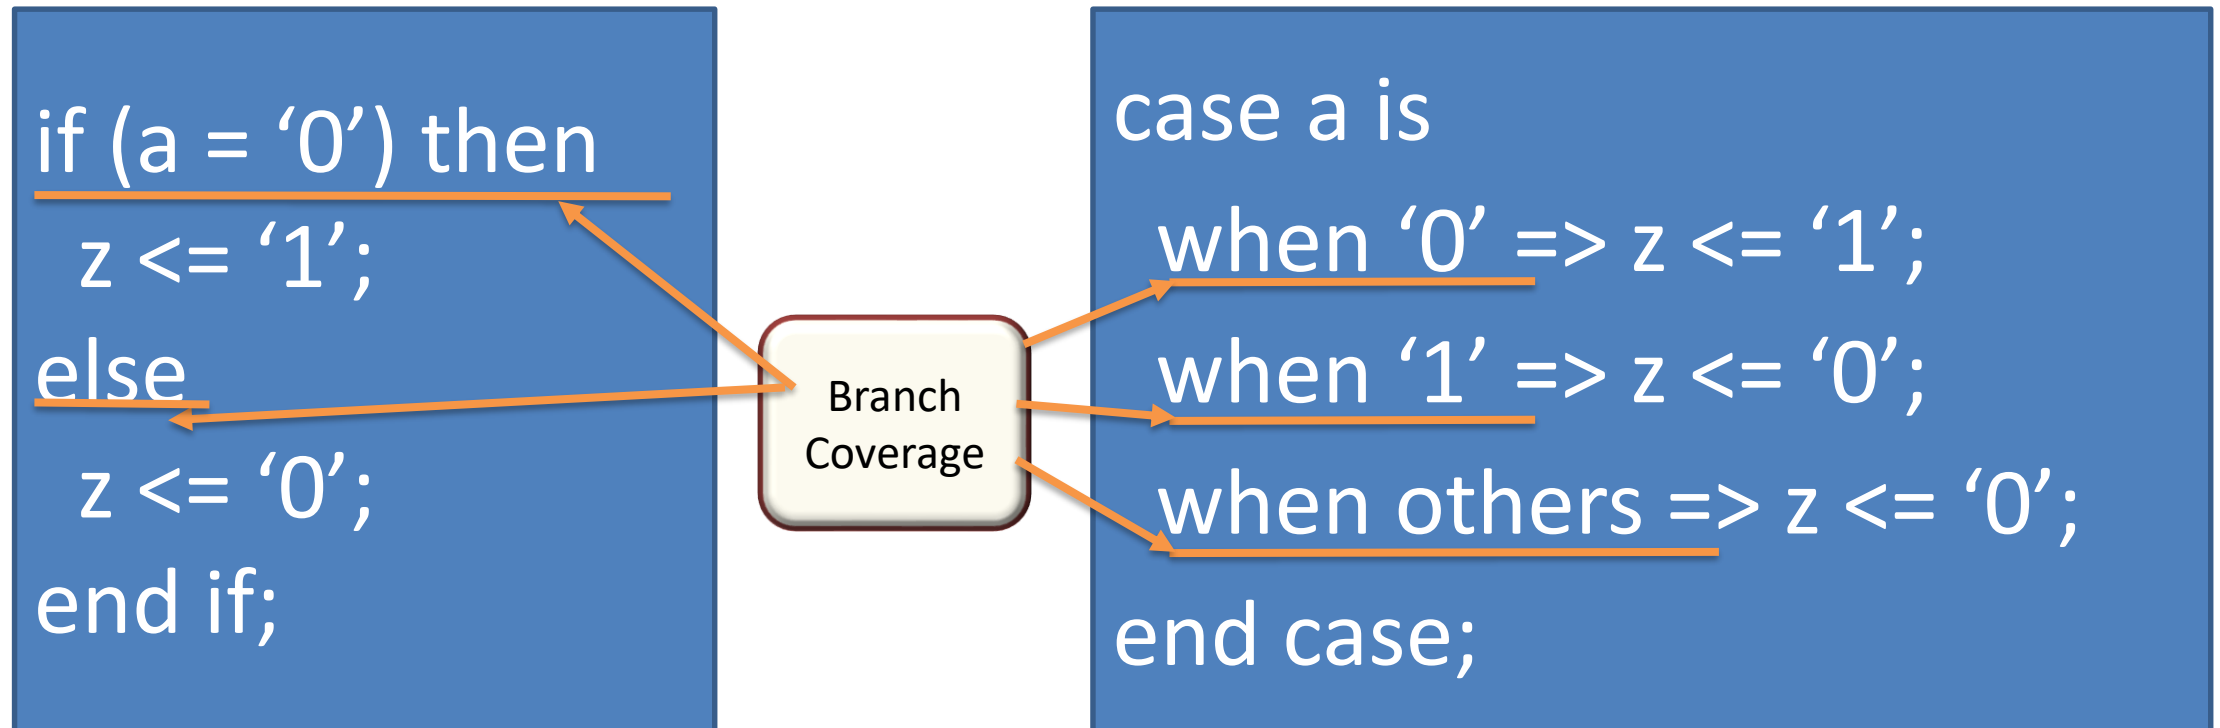 if (a = ‘0’) then
z <= ‘1’;
else
z <= ‘0’;
end if;
Branch
Coverage
case a is
when ‘0’ => z <= ‘1’;
when ‘1’ => z <= ‘0’;
when others => z <= ‘0’;
end case;